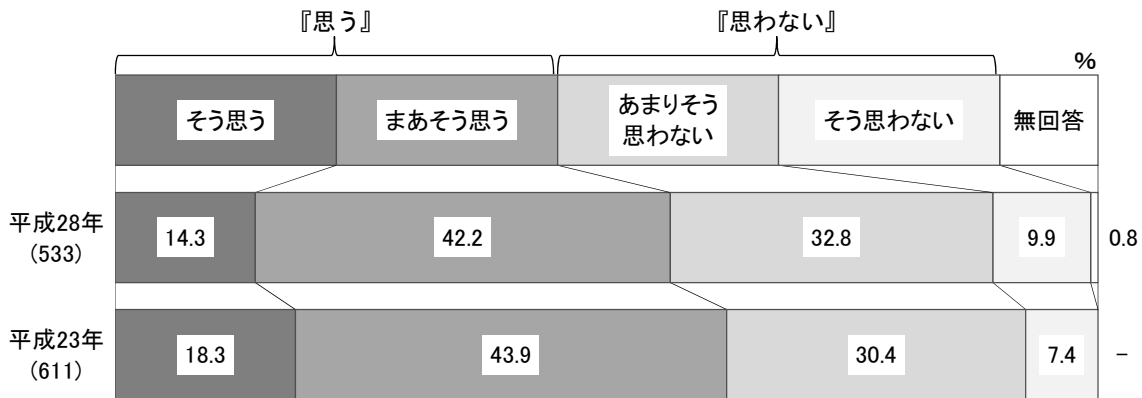 『思う』
『思わない』
%
そう思う
まあそう思う
あまりそう
思わない
そう思わない
無回答
平成28年
(533)
14.3
42.2
32.8
9.9
0.8
平成23年
(611)
18.3
43.9
30.4
7.4
-